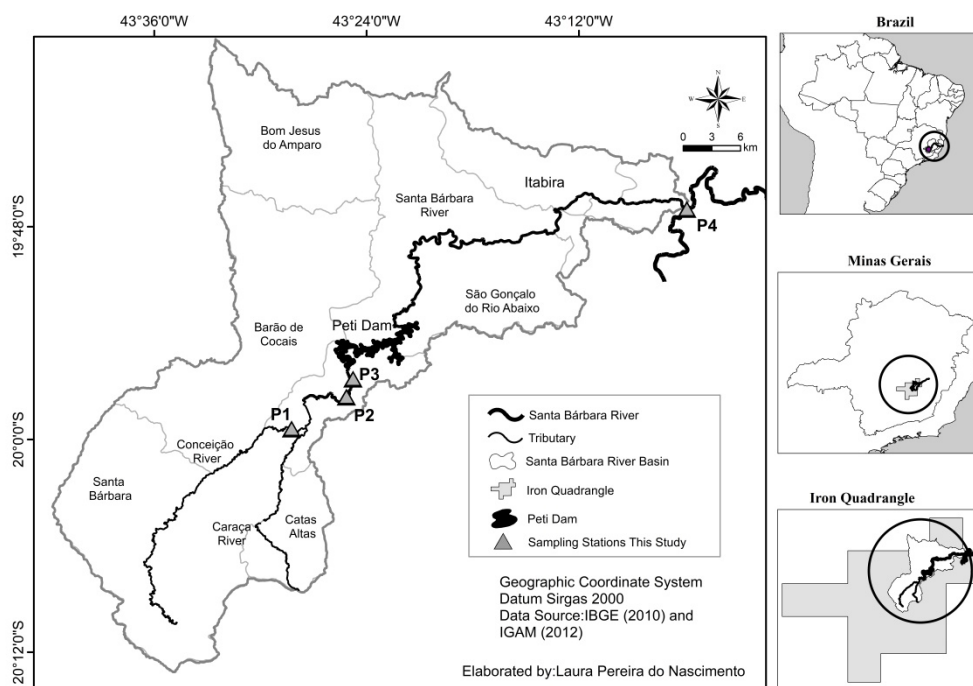 43°36'0"W
43°24'0"W
43°12'0"W
19°48'0"S
20°0'0"S
20°12'0"S
Bom Jesus
do Amparo
Itabira
Santa Bárbara
River
P4
São Gonçalo
do Rio Abaixo
Barão de
Cocais
Peti Dam
P3
P2
P1
Conceição
River
Santa
Bárbara
Caraça
River
Catas
Altas
N
W
E
S
0 3 6
km
Santa Bárbara River
Tributary
Santa Bárbara River Basin
Iron Quadrangle
Peti Dam
Sampling Stations This Study
Geographic Coordinate System
Datum Sirgas 2000
Data Source:IBGE (2010) and
IGAM (2012)
Elaborated by:Laura Pereira do Nascimento
Brazil
Minas Gerais
Iron Quadrangle